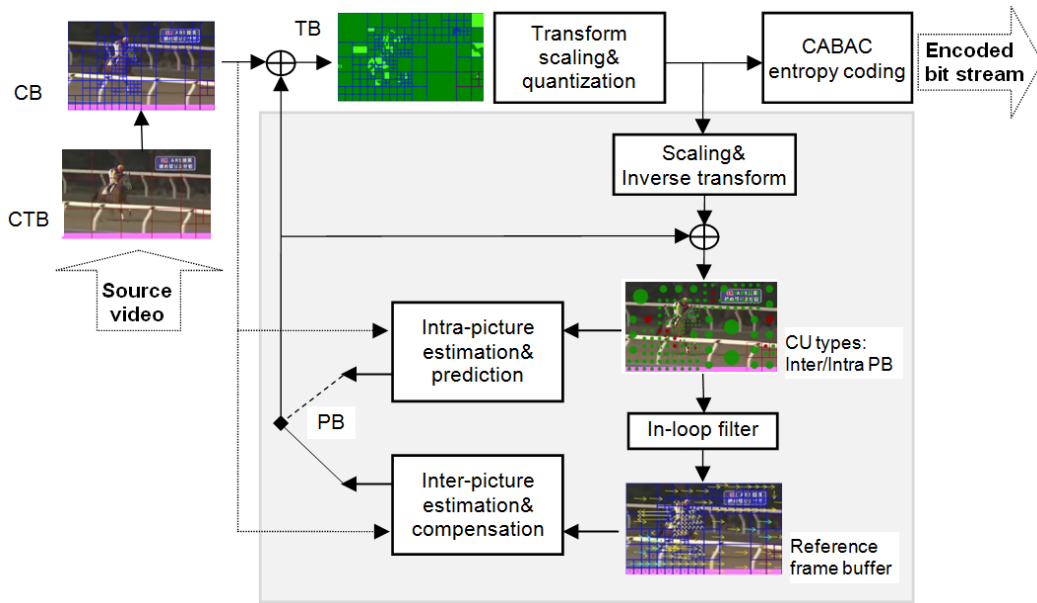 TB
Transform
scaling&
quantization
CABAC
entropy coding
Encoded
bit stream
CB
CTB
Scaling&
Inverse transform
Source
video
Intra-picture
estimation&
prediction
CU types:
Inter/Intra PB
PB
In-loop filter
Inter-picture
estimation&
compensation
Reference
frame buffer